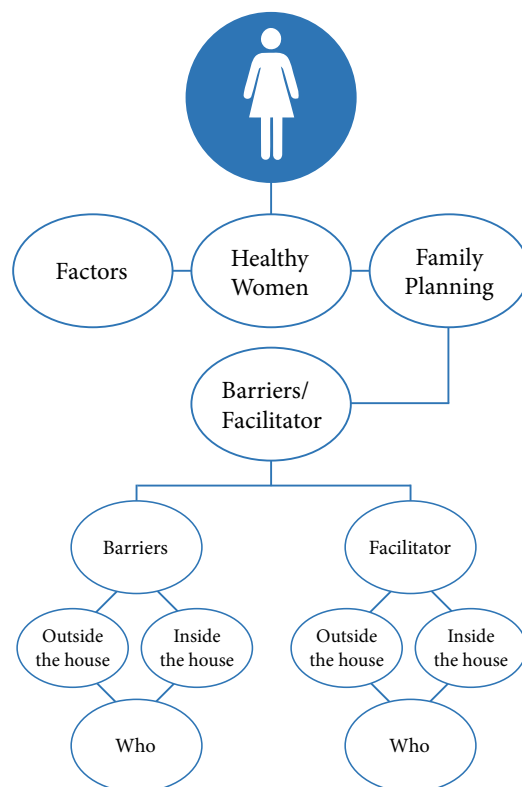 Factors
Healthy
Women
Family
Planning
Barriers/
Facilitator
Barriers
Facilitator
Outside
the house
Inside
the house
Outside
the house
Inside
the house
Who
Who